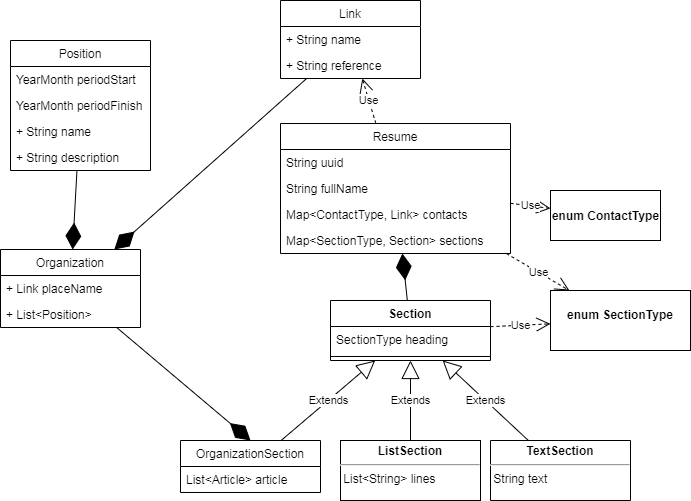 Link
+ String name
+ String reference
Position
YearMonth periodStart
YearMonth periodFinish
+ String name
+ String description
Use
Resume
String uuid
String fullName
Map<ContactType, Link> contacts
Map<SectionType, Section> sections
Use
enum ContactType
Organization
+ Link placeName
+ List<Position>
Use
Section
SectionType heading
Use
enum SectionType
Extends
Extends
Extends
OrganizationSection
List<Article> article
ListSection
List<String> lines
TextSection
String text